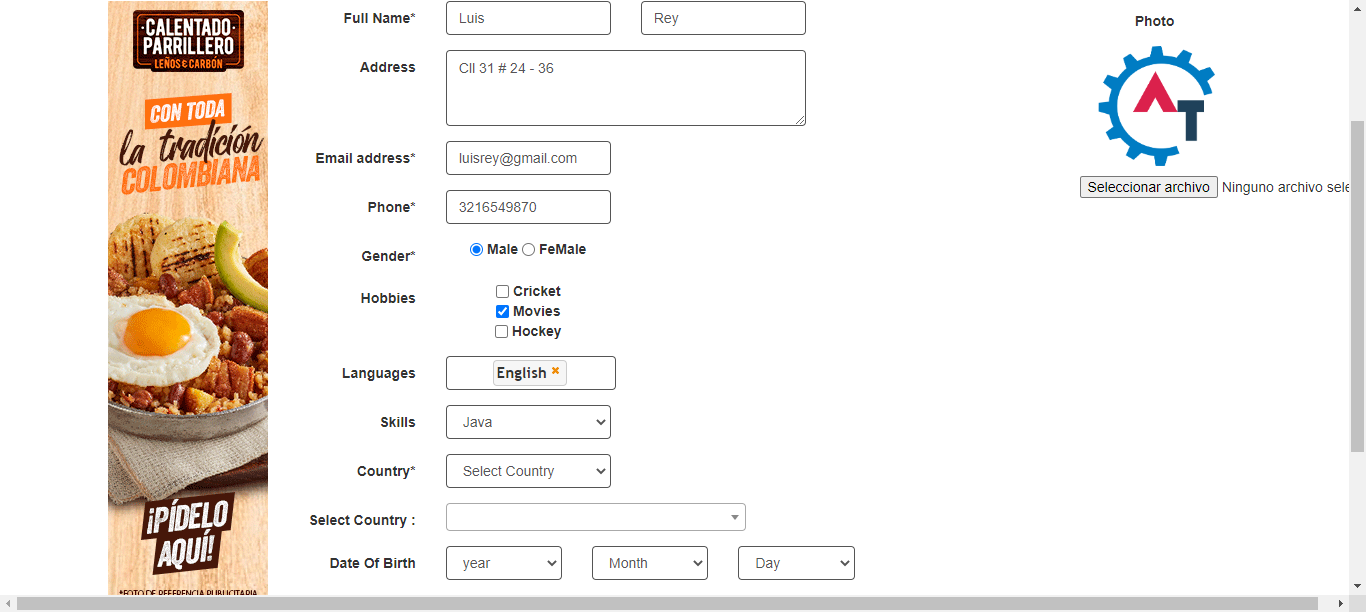 CALENTADO
PARRILLERO
LEÑOS & CARBÓN
CON TODA
la tradición
COLOMBIANA
¡PÍDELO
AQUÍ!
*FOTO DE REFERENCIA PUBLICITARIA
Full Name* Luis Rey
Address Cll 31 # 24 - 36
Email address* luisrey@gmail.com
Phone* 3216549870
Gender* Male FeMale
Hobbies Cricket
Movies
Hockey
Languages English
Skills Java
Country* Select Country
Select Country :
Date Of Birth year Month Day
Photo
AT
Seleccionar archivo Ninguno archivo sele